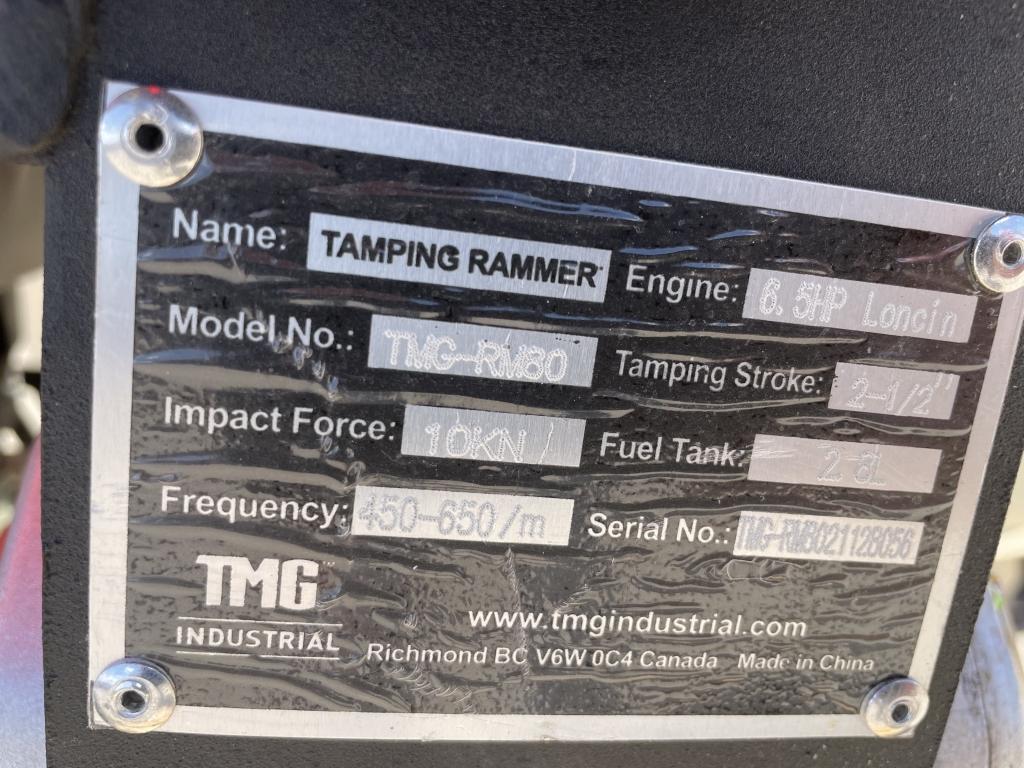 Name: TAMPING RAMMER Engine: 6.5HP Loncin
Model No.: TMG-RM80 Tamping Stroke: 2-1/2"
Impact Force: 10KN Fuel Tank: 2.8L
Frequency: 450-650/m Serial No.: TMG-RM8021128056
TMG
INDUSTRIAL
www.tmgindustrial.com
Richmond BC V6W 0C4 Canada Made in China